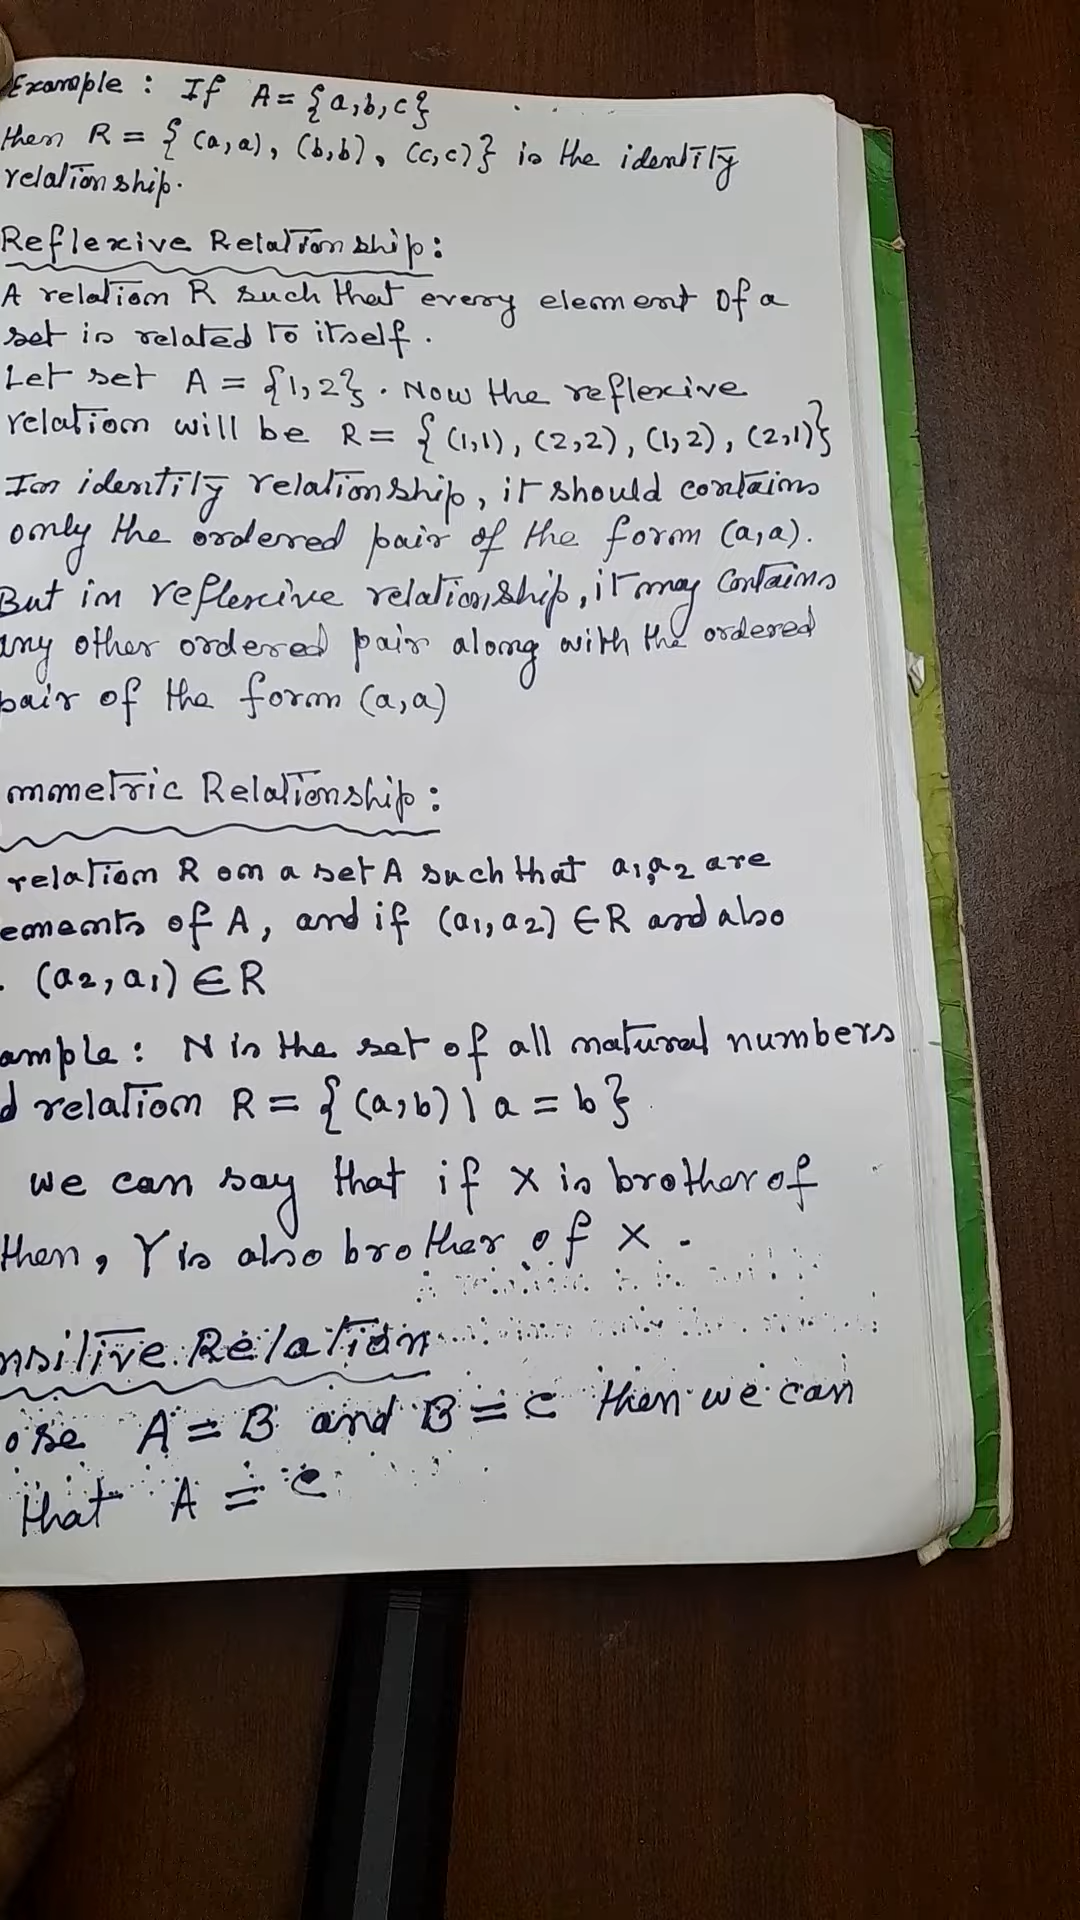 Example : If A = {a,b,c}
then R = { (a,a), (b,b), (c,c)} is the identity
relationship.
Reflexive Relationship:
A relation R such that every element of a
set is related to itself.
Let set A = {1,2}. Now the reflexive
relation will be R = { (1,1), (2,2), (1,2), (2,1)}
In identity relationship, it should contains
only the ordered pair of the form (a,a).
But in reflexive relationship, it may contains
any other ordered pair along with the ordered
pair of the form (a,a)
mmetric Relationship:
relation R on a set A such that a1,a2 are
ements of A, and if (a1, a2) ∈ R and also
(a2, a1) ∈ R
ample: N is the set of all natural numbers
d relation R = { (a,b) | a = b}
we can say that if X is brother of
then, Y is also brother of X.
nsitive Relation
ose A = B and B = C then we can
that A = C